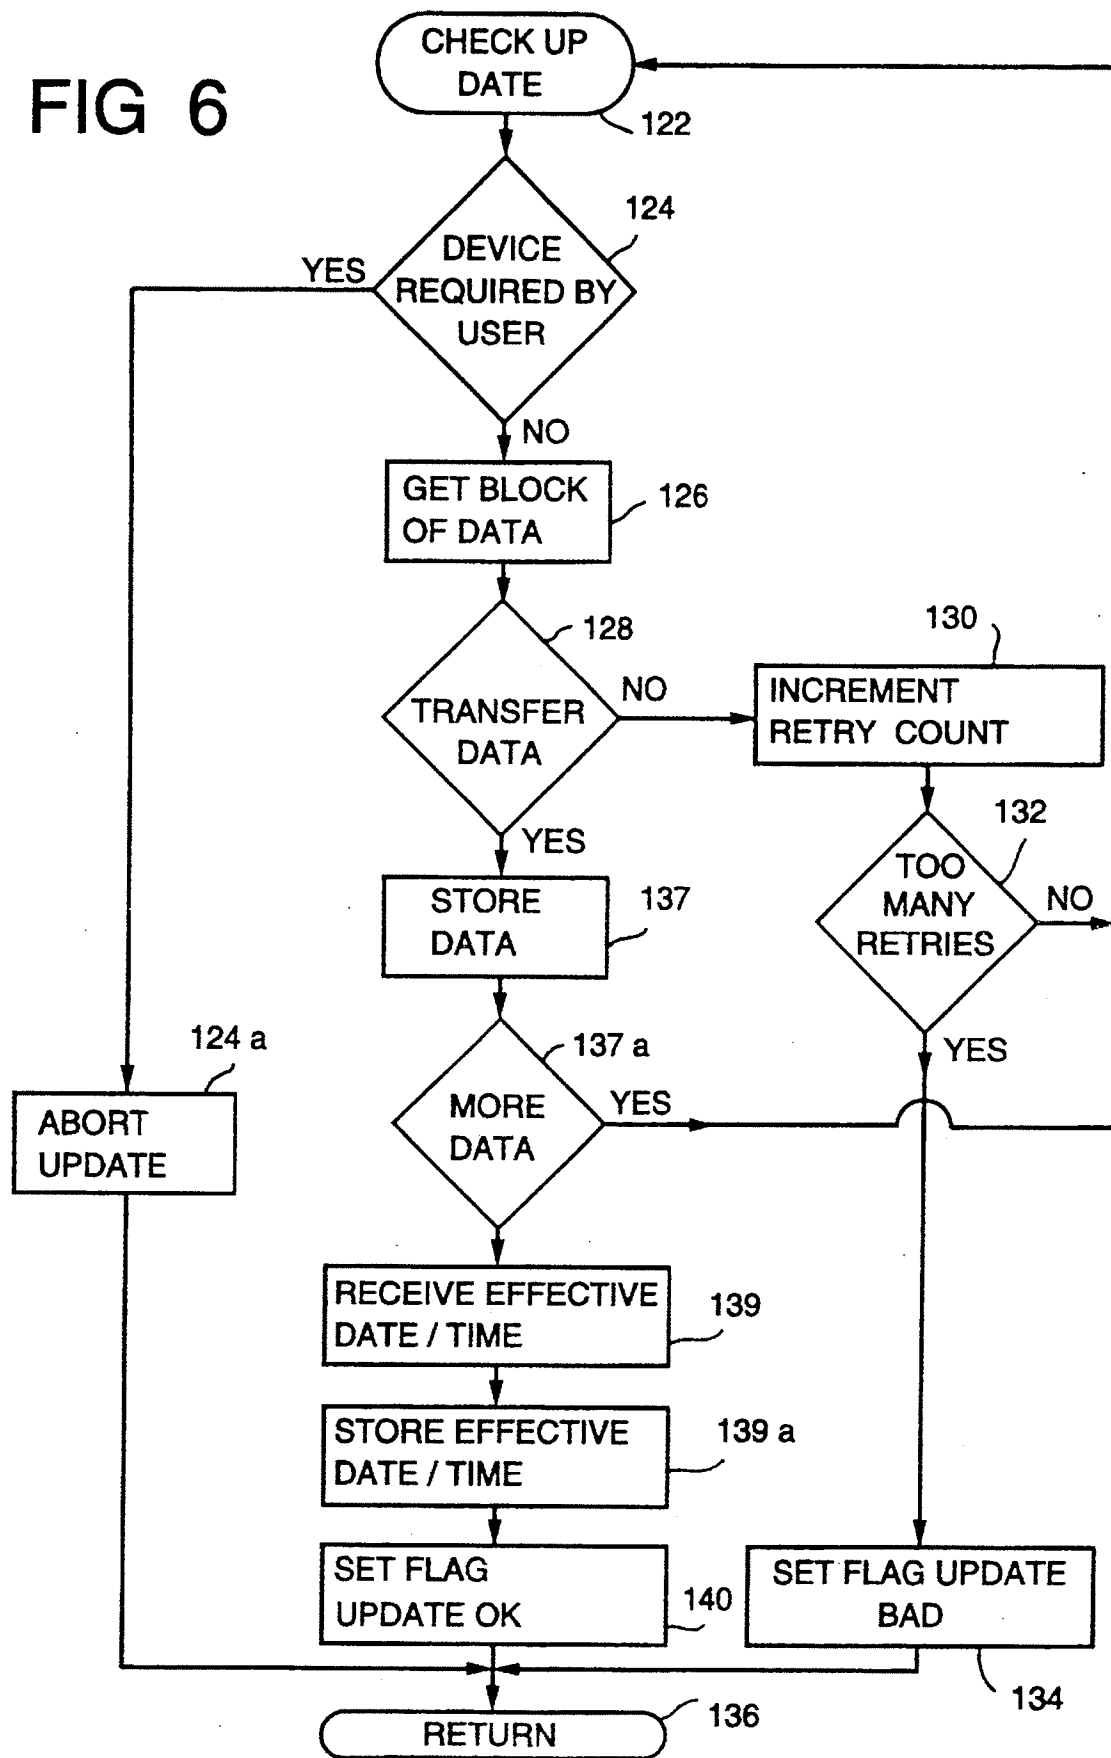 FIG 6
CHECK UP
DATE
122
124
DEVICE
REQUIRED BY
USER
YES
NO
GET BLOCK
OF DATA
126
128
TRANSFER
DATA
NO
130
INCREMENT
RETRY COUNT
YES
132
TOO
MANY
RETRIES
NO
STORE
DATA
137
YES
137 a
MORE
DATA
YES
124 a
ABORT
UPDATE
RECEIVE EFFECTIVE
DATE / TIME
139
STORE EFFECTIVE
DATE / TIME
139 a
SET FLAG
UPDATE OK
140
SET FLAG UPDATE
BAD
134
RETURN
136